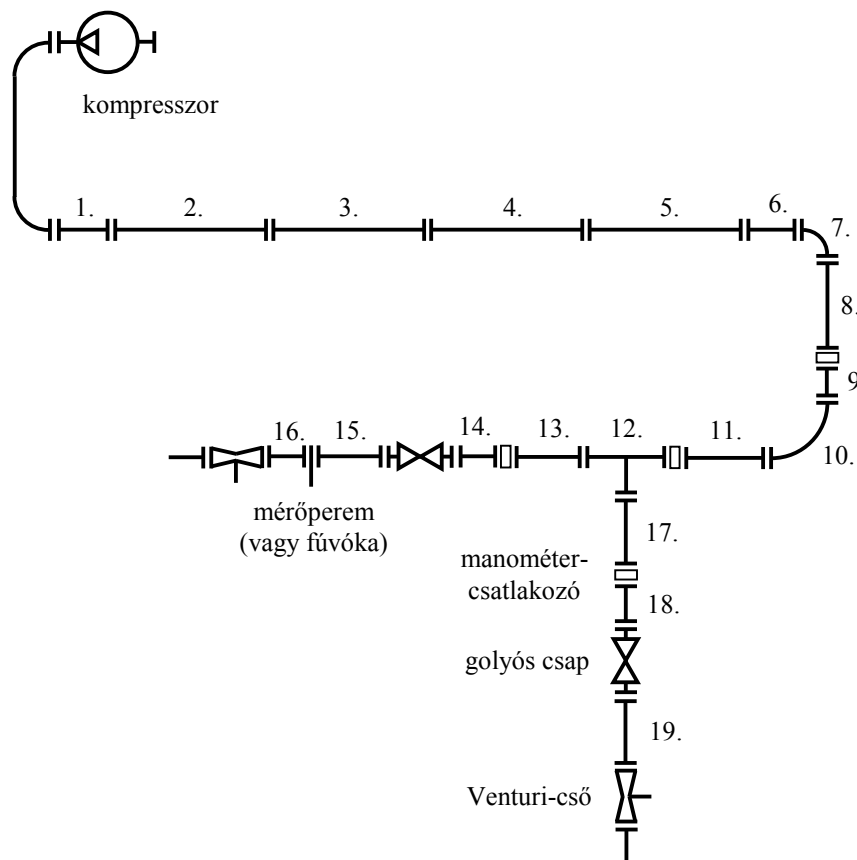 kompresszor
1.
2.
3.
4.
5.
6.
7.
8.
9
10.
11.
12.
13.
14.
15.
16.
mérőperem
(vagy fúvóka)
17.
manométer-
csatlakozó
18.
golyós csap
19.
Venturi-cső